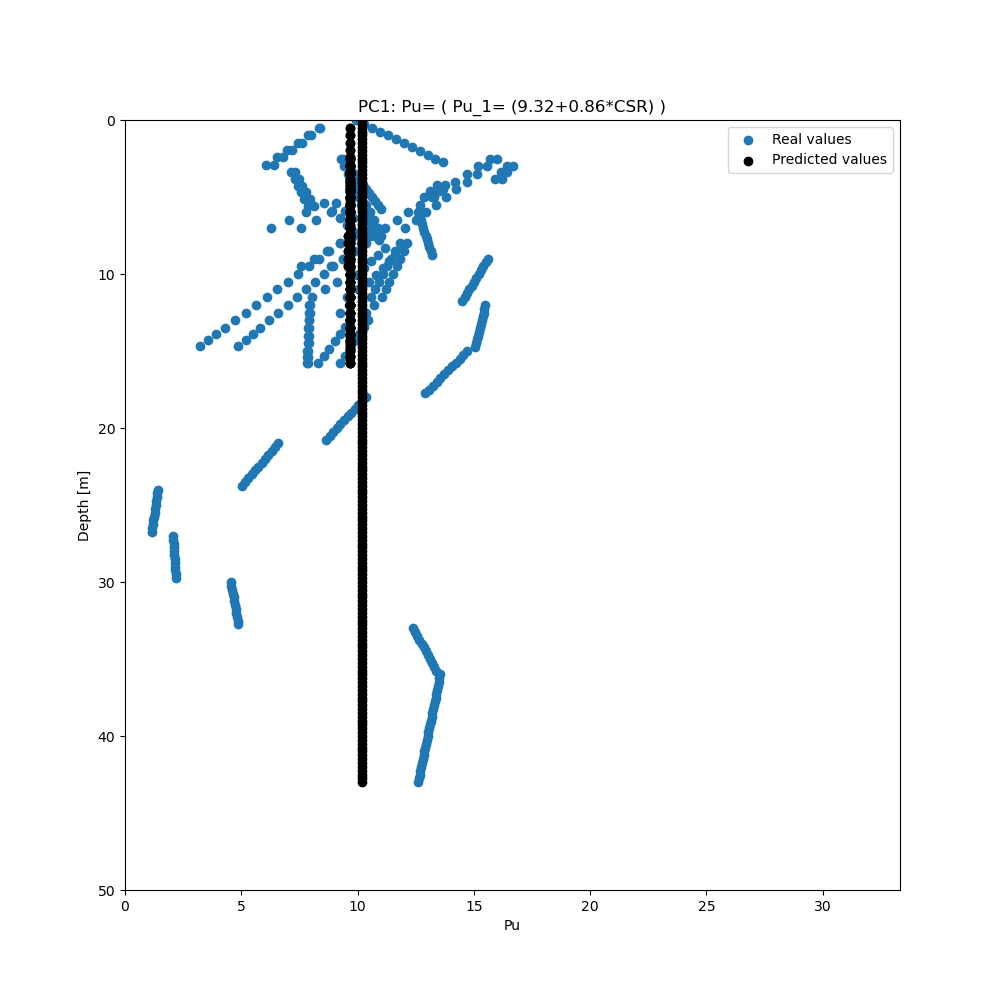 PC1: Pu= ( Pu_1= (9.32+0.86*CSR) )
Real values
Predicted values
0
10
20
30
40
50
Depth [m]
0 5 10 15 20 25 30
Pu